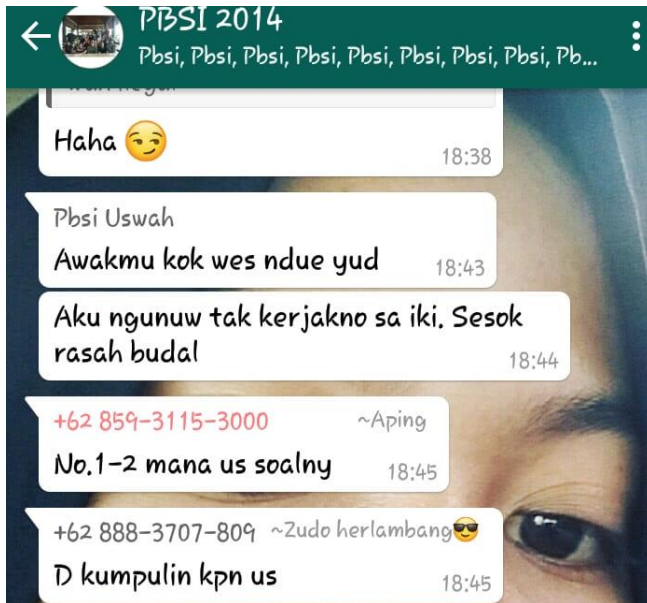 PBSI 2014
Pbsi, Pbsi, Pbsi, Pbsi, Pbsi, Pbsi, Pbsi, Pbsi, Pb...
Haha 😏
18:38
Pbsi Uswah
Awakmu kok wes ndue yud 18:43
Aku ngunuw tak kerjakno sa iki. Sesok
rasah budal
18:44
+62 859-3115-3000 ~Aping
No.1-2 mana us soalny 18:45
+62 888-3707-809 ~Zudo herlambang😎
D kumpulin kpn us 18:45